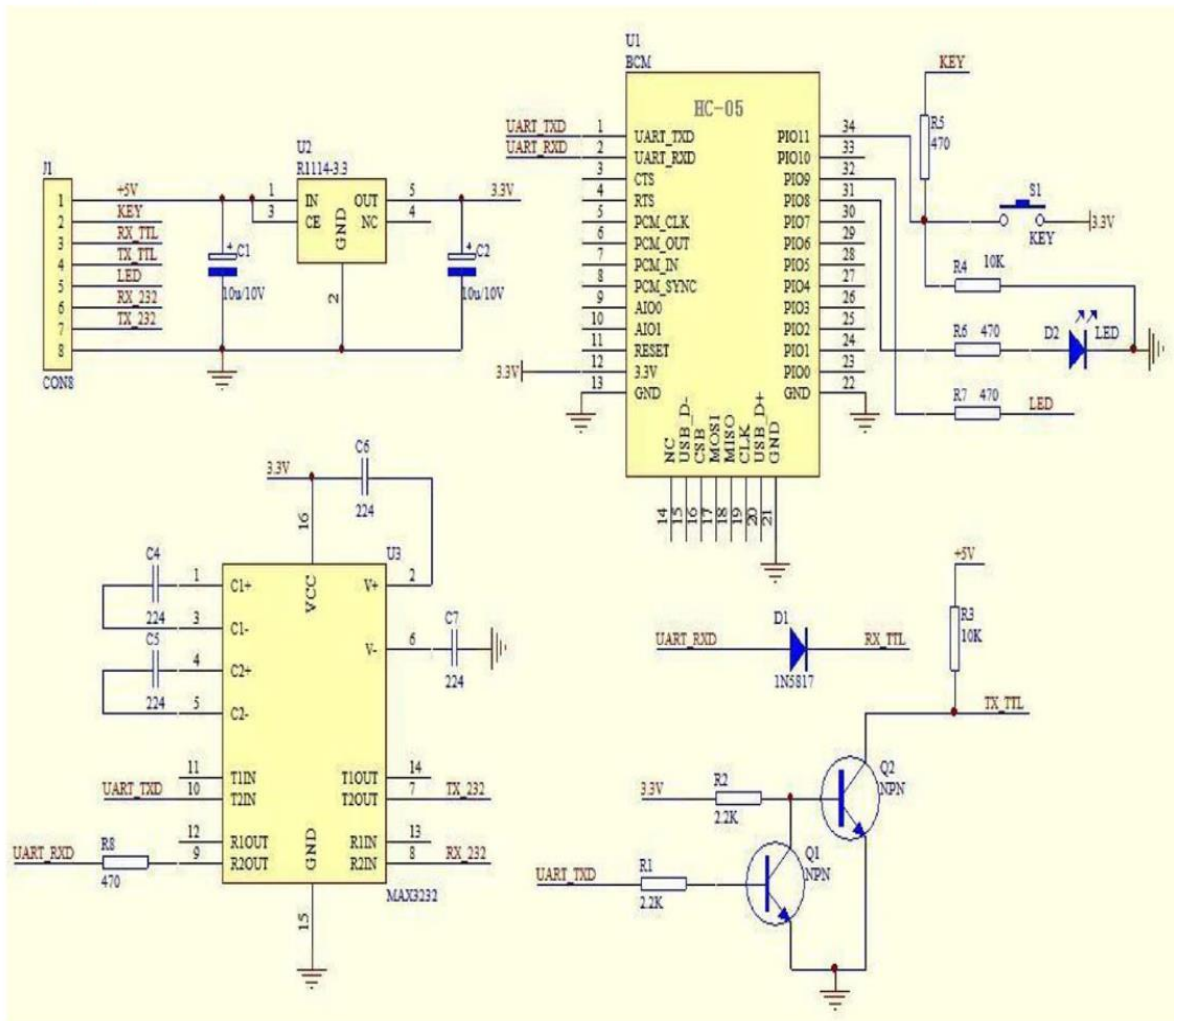 J1
CON8
1
2
3
4
5
6
7
8
+5V
KEY
RX_TTL
TX_TTL
LED
RX_232
TX_232
U2
R1114-3.3
1
3
IN
CE
OUT
NC
GND
5
4
2
3.3V
+
C1
10u/10V
+
C2
10u/10V
U1
BCM
HC-05
UART_TXD
UART_RXD
1
2
3
4
5
6
7
8
9
10
11
12
13
UART_TXD
UART_RXD
CTS
RTS
PCM_CLK
PCM_OUT
PCM_IN
PCM_SYNC
AIO0
AIO1
RESET
3.3V
GND
3.3V
PIO11
PIO10
PIO9
PIO8
PIO7
PIO6
PIO5
PIO4
PIO3
PIO2
PIO1
PIO0
GND
34
33
32
31
30
29
28
27
26
25
24
23
22
NC
USB_D-
CSB
MOSI
MISO
CLK
USB_D+
GND
14
15
16
17
18
19
20
21
KEY
R5
470
S1
KEY
3.3V
R4 10K
R6 470
D2 LED
R7 470
LED
3.3V
C6
224
16
U3
C4
224
C5
224
1
3
4
5
C1+
C1-
C2+
C2-
VCC
V+
V-
2
6
C7
224
UART_TXD
11
10
T1IN
T2IN
T1OUT
T2OUT
14
7
TX_232
UART_RXD
R8
470
12
9
R1OUT
R2OUT
GND
R1IN
R2IN
13
8
RX_232
MAX3232
15
UART_RXD
D1
1N5817
RX_TTL
+5V
R3
10K
TX_TTL
3.3V
R2
2.2K
Q2
NPN
UART_TXD
R1
2.2K
Q1
NPN